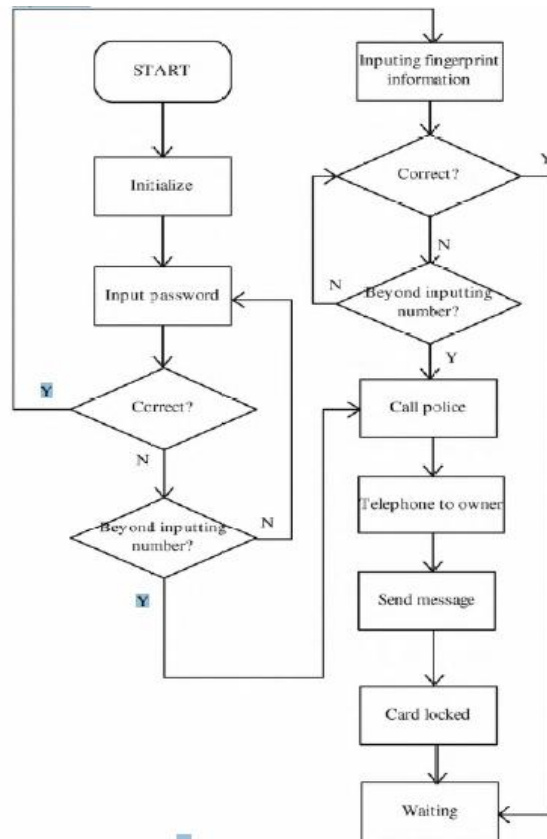 START
Initialize
Input password
Y
Correct?
N
Beyond inputting
number?
N
Y
Inputing fingerprint
information
Correct?
Y
N
N
Beyond inputting
number?
Y
Call police
Telephone to owner
Send message
Card locked
Waiting